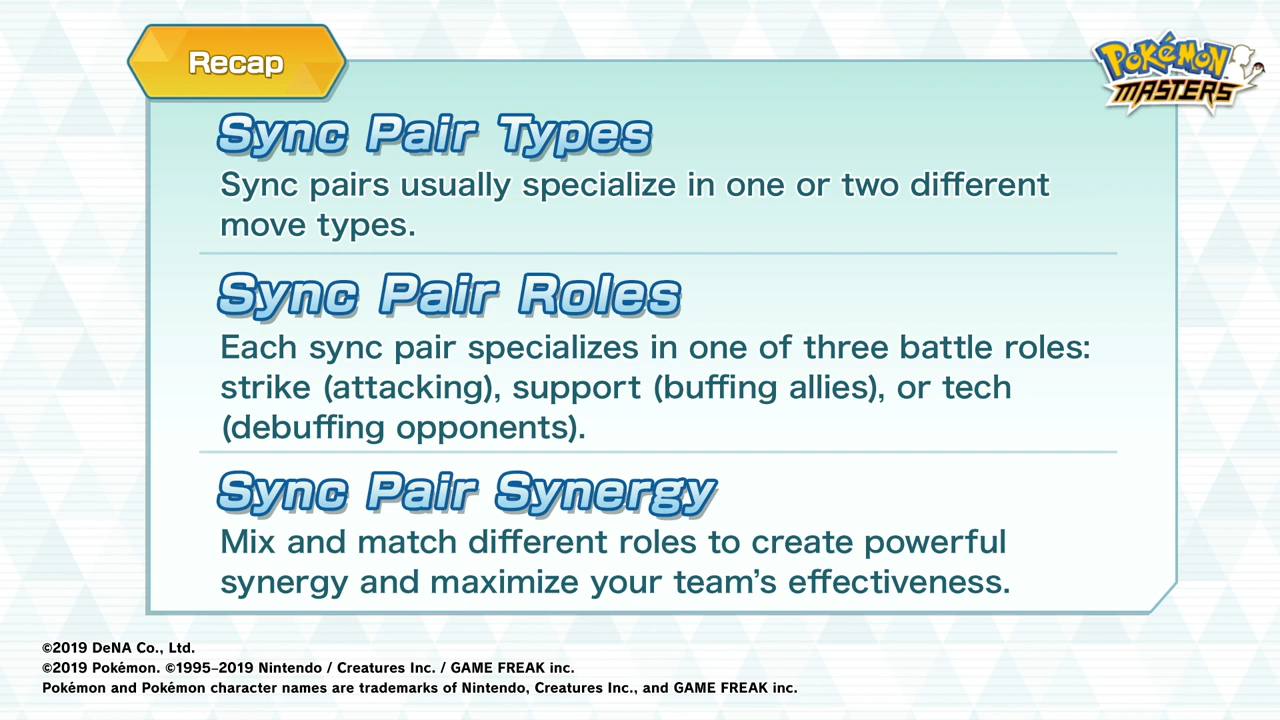 Recap
POKéMON
MASTERS
Sync Pair Types
Sync pairs usually specialize in one or two different
move types.
Sync Pair Roles
Each sync pair specializes in one of three battle roles:
strike (attacking), support (buffing allies), or tech
(debuffing opponents).
Sync Pair Synergy
Mix and match different roles to create powerful
synergy and maximize your team’s effectiveness.
©2019 DeNA Co., Ltd.
©2019 Pokémon. ©1995–2019 Nintendo / Creatures Inc. / GAME FREAK inc.
Pokémon and Pokémon character names are trademarks of Nintendo, Creatures Inc., and GAME FREAK inc.